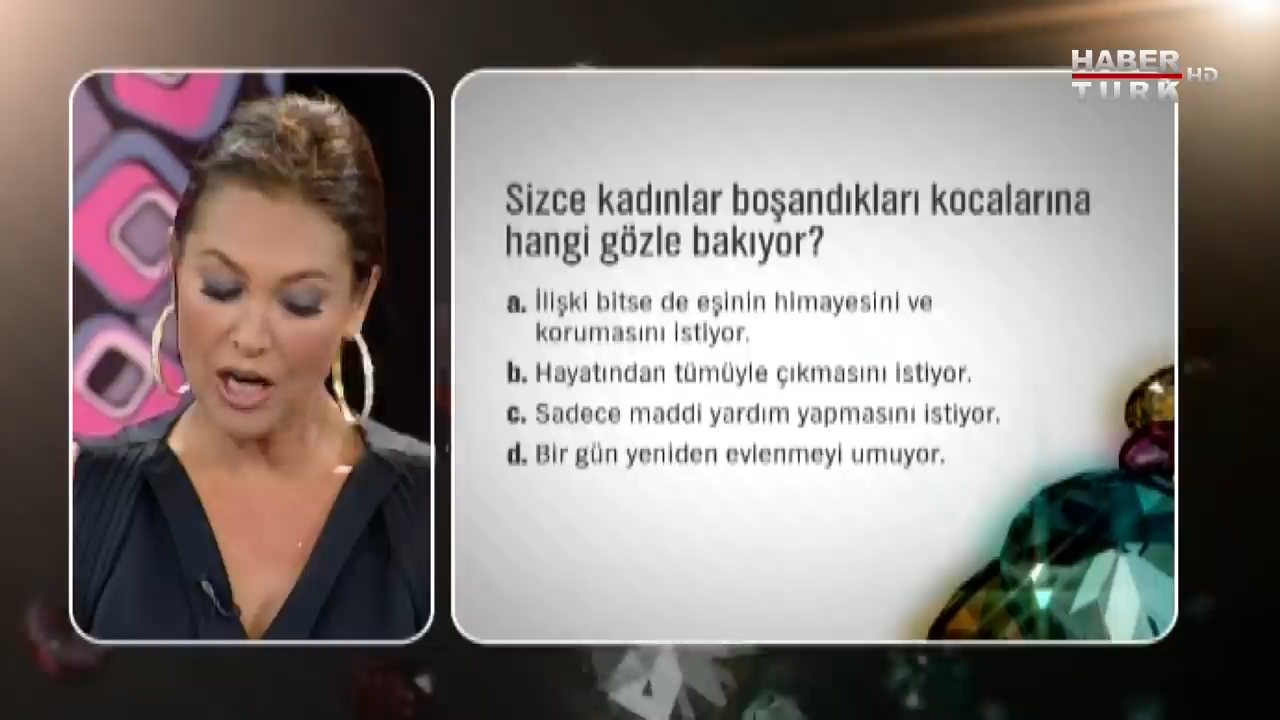 HABER
TURK HD
Sizce kadınlar boşandıkları kocalarına
hangi gözle bakıyor?
a. İlişki bitse de eşinin himayesini ve
korumasını istiyor.
b. Hayatından tümüyle çıkmasını istiyor.
c. Sadece maddi yardım yapmasını istiyor.
d. Bir gün yeniden evlenmeyi umuyor.